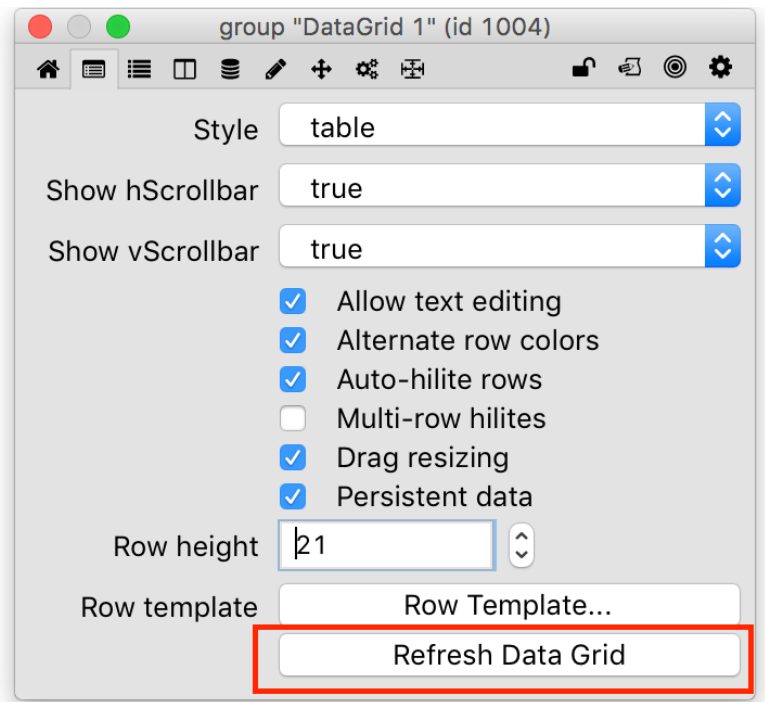 group "DataGrid 1" (id 1004)
Style table
Show hScrollbar true
Show vScrollbar true
Allow text editing
Alternate row colors
Auto-hilite rows
Multi-row hilites
Drag resizing
Persistent data
Row height 21
Row template Row Template...
Refresh Data Grid